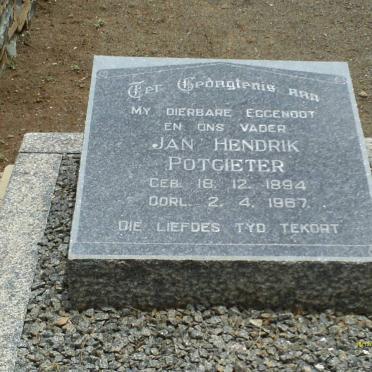 Ter Gedagtenis aan
MY DIERBARE EGGENOOT
EN ONS VADER
JAN HENDRIK
POTGIETER
GEB. 18. 12. 1894
OORL. 2. 4. 1967.
DIE LIEFDES TYD TEKORT